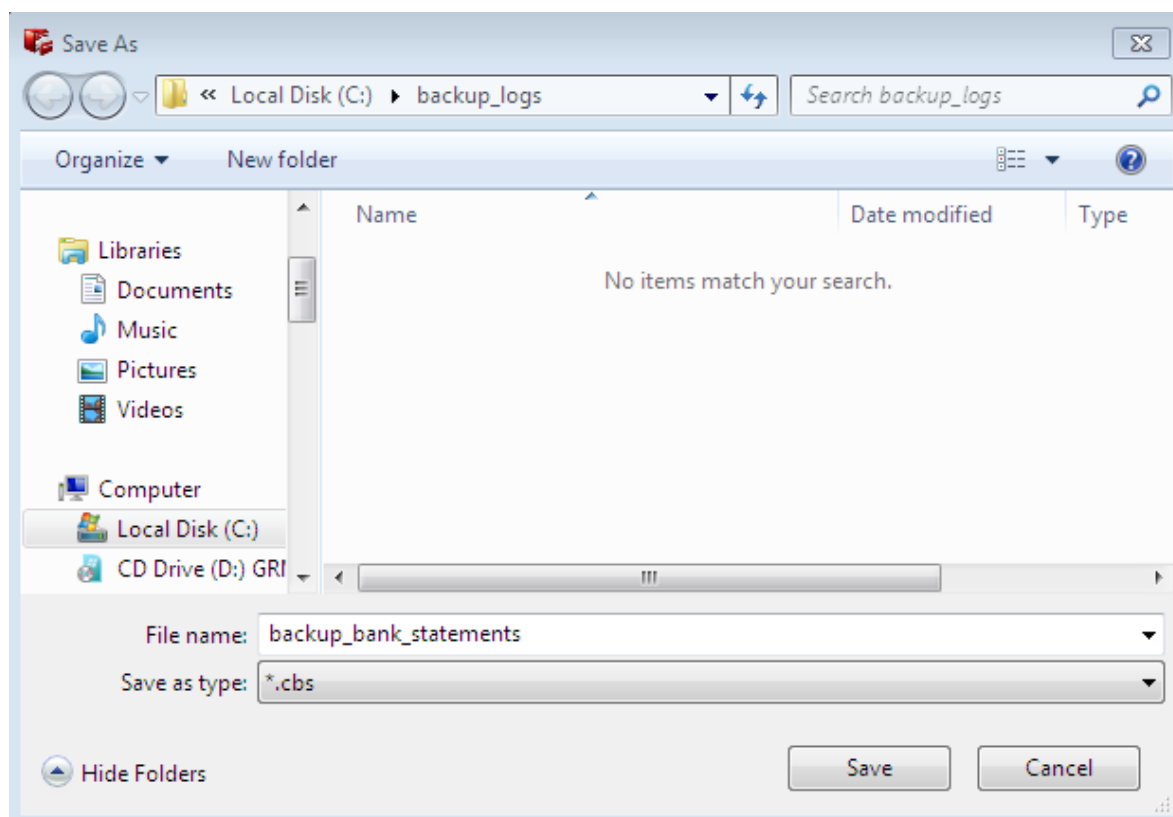 Save As
« Local Disk (C:) backup_logs Search backup_logs
Organize New folder
Name Date modified Type
No items match your search.
Libraries
Documents
Music
Pictures
Videos
Computer
Local Disk (C:)
CD Drive (D:) GRM
File name: backup_bank_statements
Save as type: *.cbs
Hide Folders Save Cancel